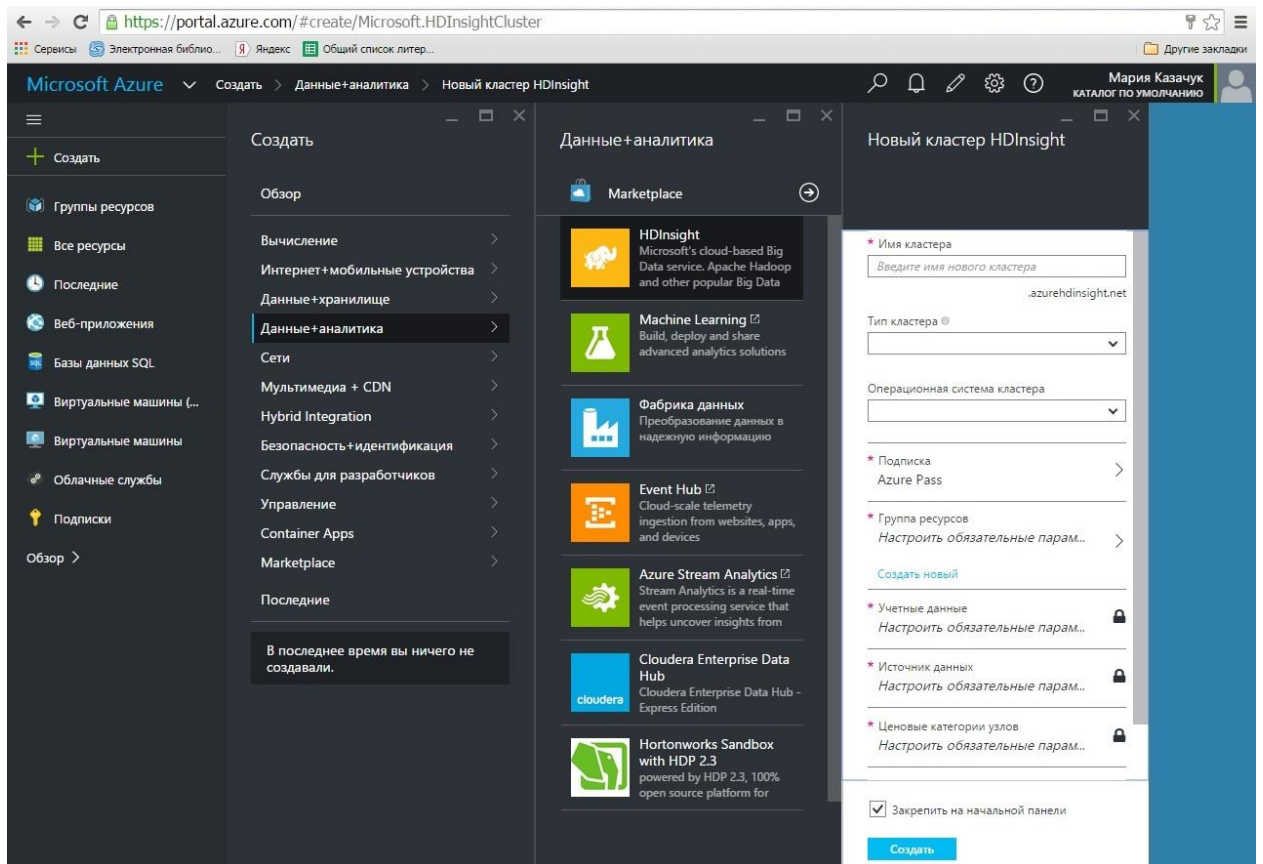 https://portal.azure.com/#create/Microsoft.HDInsightCluster
Сервисы
Электронная библио...
Яндекс
Общий список литер...
Другие закладки
Microsoft Azure
Создать > Данные+аналитика > Новый кластер HDInsight
Мария Казачук
КАТАЛОГ ПО УМОЛЧАНИЮ
Создать
Группы ресурсов
Все ресурсы
Последние
Веб-приложения
Базы данных SQL
Виртуальные машины (...
Виртуальные машины
Облачные службы
Подписки
Обзор >
Создать
Обзор
Вычисление
Интернет+мобильные устройства
Данные+хранилище
Данные+аналитика
Сети
Мультимедиа + CDN
Hybrid Integration
Безопасность+идентификация
Службы для разработчиков
Управление
Container Apps
Marketplace
Последние
В последнее время вы ничего не
создавали.
Данные+аналитика
Marketplace
HDInsight
Microsoft's cloud-based Big
Data service. Apache Hadoop
and other popular Big Data
Machine Learning
Build, deploy and share
advanced analytics solutions
Фабрика данных
Преобразование данных в
надежную информацию
Event Hub
Cloud-scale telemetry
ingestion from websites, apps,
and devices
Azure Stream Analytics
Stream Analytics is a real-time
event processing service that
helps uncover insights from
cloudera
Cloudera Enterprise Data
Hub
Cloudera Enterprise Data Hub -
Express Edition
Hortonworks Sandbox
with HDP 2.3
powered by HDP 2.3, 100%
open source platform for
Новый кластер HDInsight
* Имя кластера
Введите имя нового кластера
.azurehdinsight.net
Тип кластера
Операционная система кластера
* Подписка
Azure Pass
* Группа ресурсов
Настроить обязательные парам...
Создать новый
* Учетные данные
Настроить обязательные парам...
* Источник данных
Настроить обязательные парам...
* Ценовые категории узлов
Настроить обязательные парам...
Закрепить на начальной панели
Создать